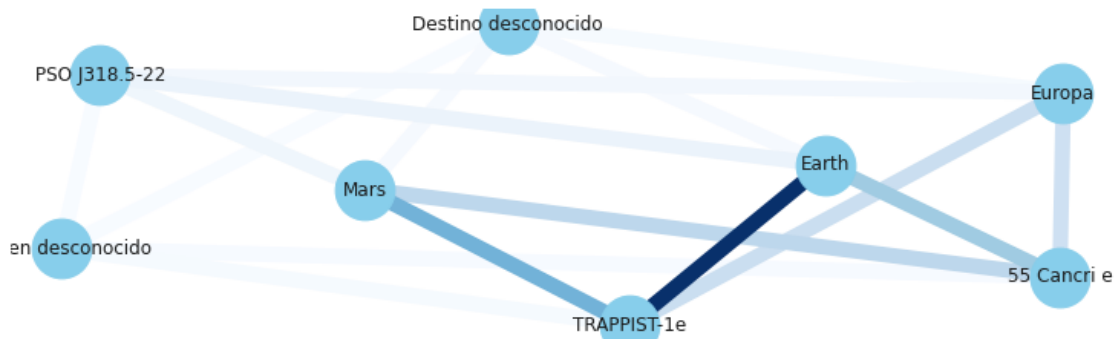 Destino desconocido
PSO J318.5-22
Europa
Earth
Mars
en desconocido
55 Cancri e
TRAPPIST-1e